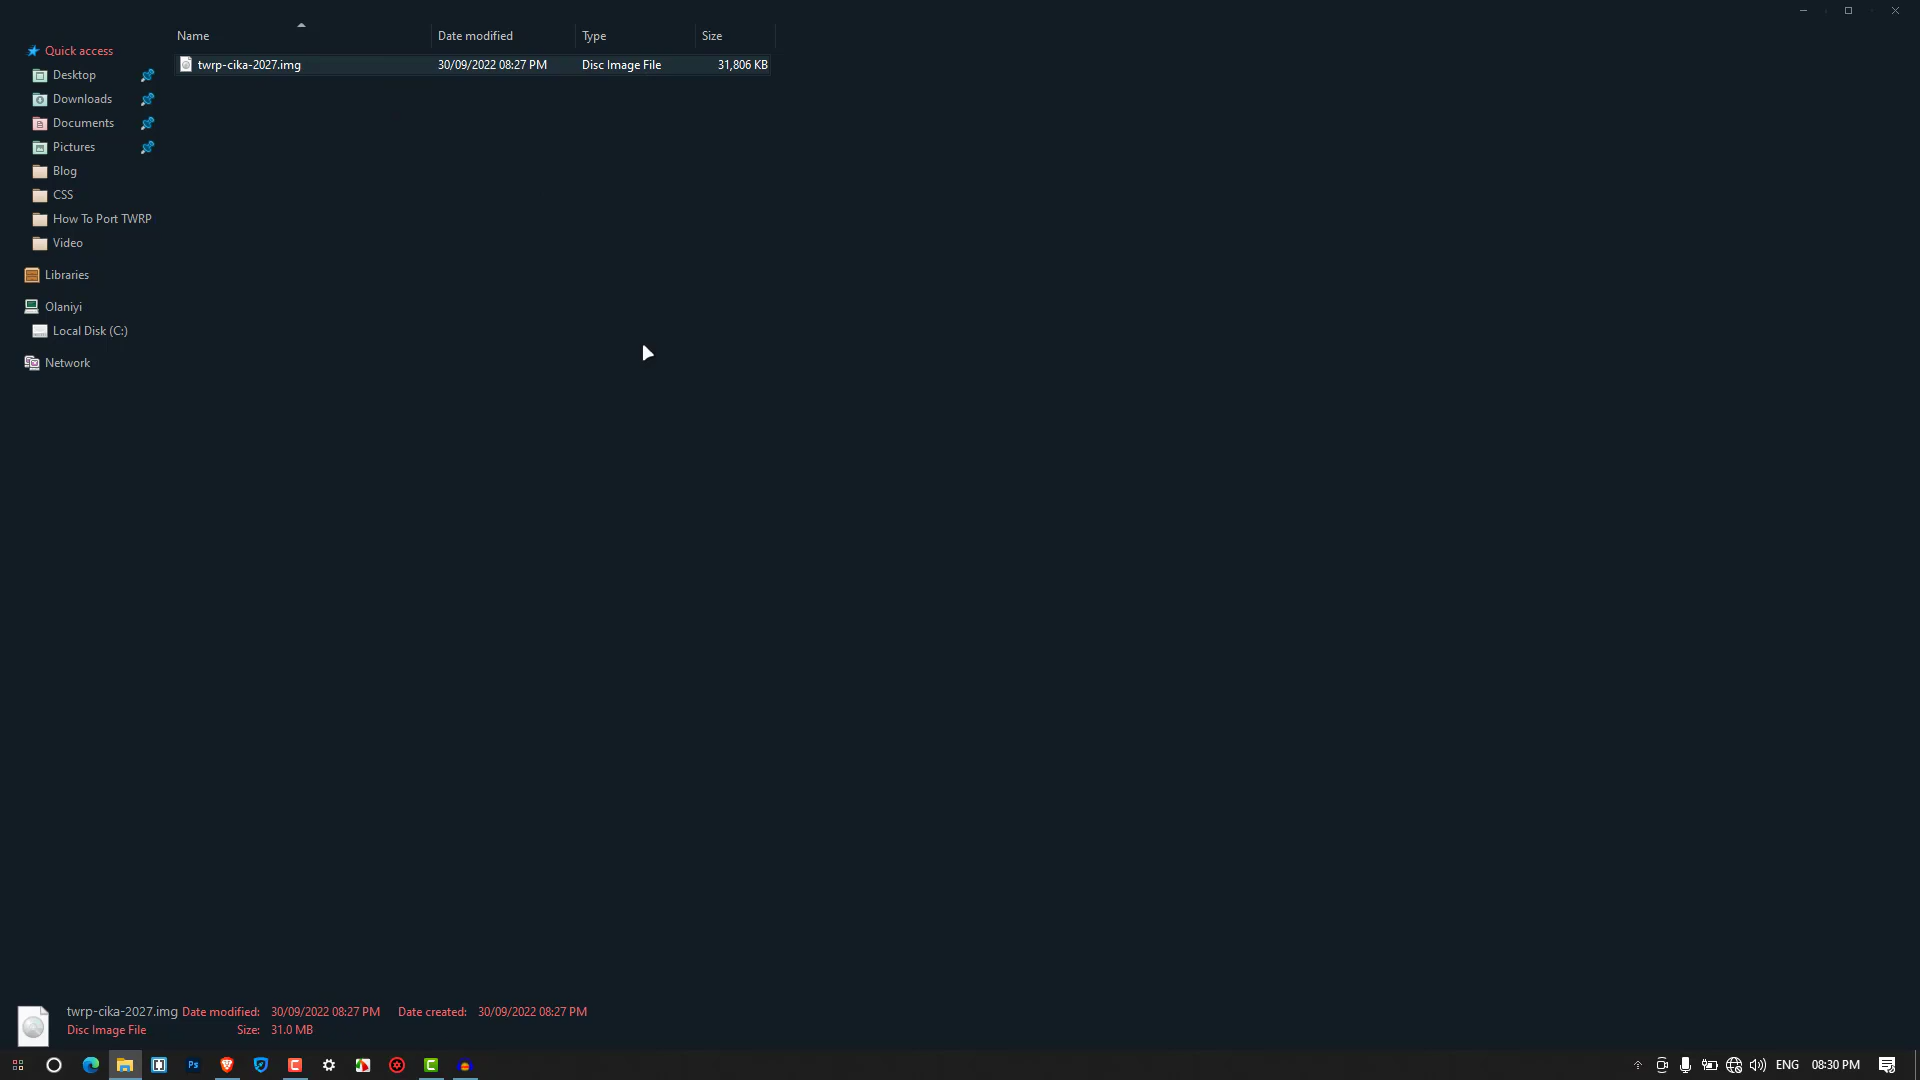 Name Date modified Type Size
twrp-cika-2027.img 30/09/2022 08:27 PM Disc Image File 31,806 KB
Quick access
Desktop
Downloads
Documents
Pictures
Blog
CSS
How To Port TWRP
Video
Libraries
Olaniyi
Local Disk (C:)
Network
twrp-cika-2027.img Date modified: 30/09/2022 08:27 PM Date created: 30/09/2022 08:27 PM
Disc Image File Size: 31.0 MB
Ps C C ENG 08:30 PM